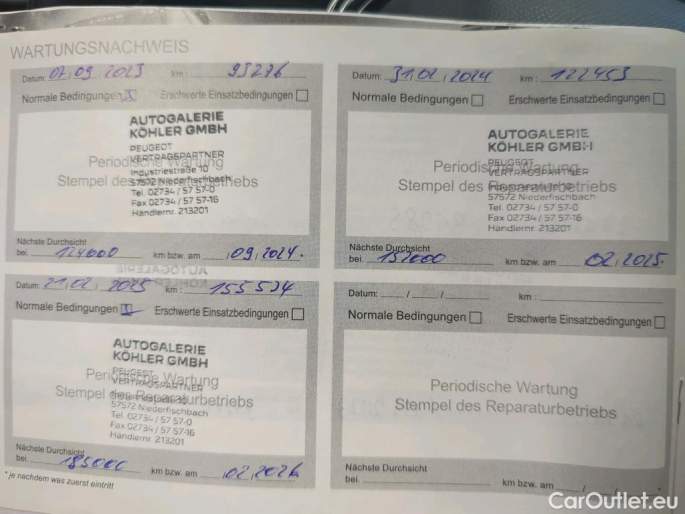 WARTUNGSNACHWEIS
Datum: 07, 09, 2023 km: 93276
Normale Bedingungen Erschwerte Einsatzbedingungen
AUTOGALERIE
KÖHLER GMBH
PEUGEOT
VERTRAGSPARTNER
Periodische Wartung
Industriestraße 10
57572 Niederfischbach
Stempel des Reparaturbetriebs
Tel. 02734 / 57 57-0
Fax 02734 / 57 57-16
Händlernr. 213201
Nächste Durchsicht
bei 124000 km bzw. am 09, 2024.
Datum: 31, 02, 2024 km: 122453
Normale Bedingungen Erschwerte Einsatzbedingungen
AUTOGALERIE
KÖHLER GMBH
PEUGEOT
Periodische Wartung
VERTRAGSPARTNER
Stempel des Reparaturbetriebs
57572 Niederfischbach
Tel. 02734 / 57 57-0
Fax 02734 / 57 57-16
Händlernr. 213201
Nächste Durchsicht
bei. 152000 km bzw. am 02, 2025.
Datum: 21, 02, 2025 km: 155574
Normale Bedingungen Erschwerte Einsatzbedingungen
AUTOGALERIE
KÖHLER GMBH
PEUGEOT
Periodische Wartung
VERTRAGSPARTNER
Stempel des Reparaturbetriebs
57572 Niederfischbach
Tel. 02734 / 57 57-0
Fax 02734 / 57 57-16
Händlernr. 213201
Nächste Durchsicht
bei 185000 km bzw. am 02, 2026
Datum: / / km:
Normale Bedingungen Erschwerte Einsatzbedingungen
Periodische Wartung
Stempel des Reparaturbetriebs
Nächste Durchsicht
bei. km bzw. am
* je nachdem was zuerst eintritt
CarOutlet.eu